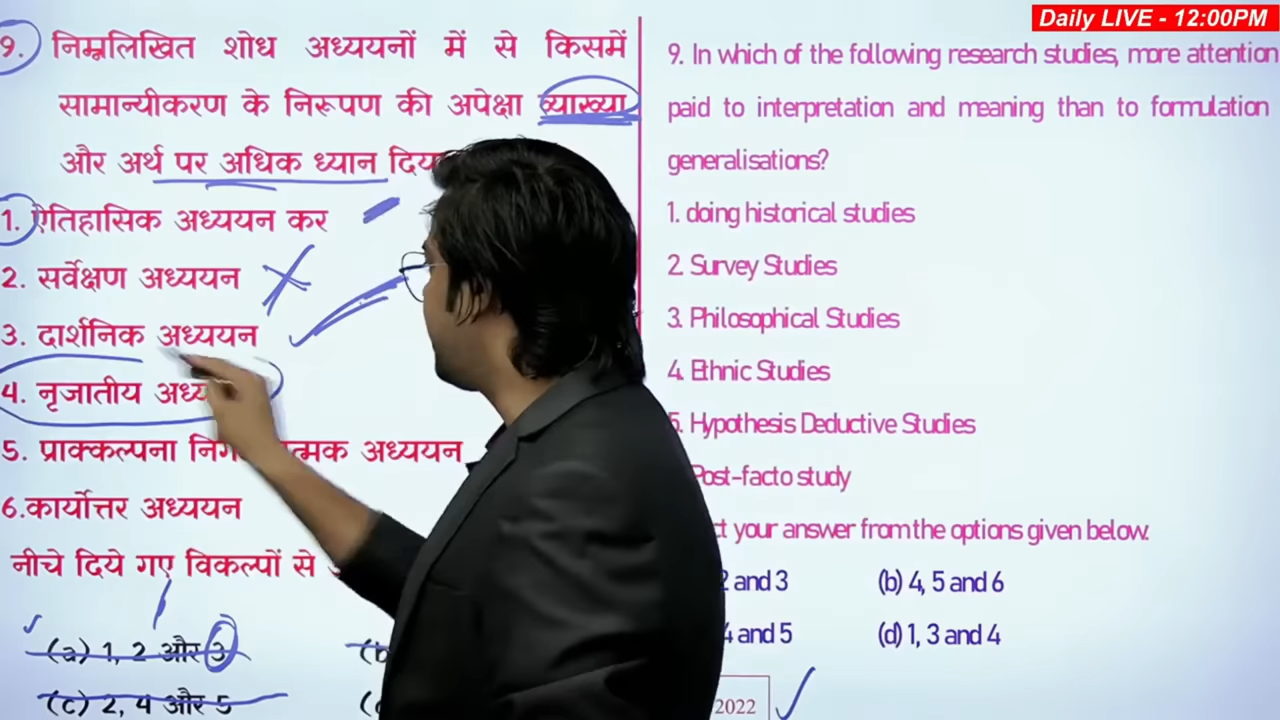 Daily LIVE - 12:00PM
9. निम्नलिखित शोध अध्ययनों में से किसमें
सामान्यीकरण के निरूपण की अपेक्षा व्याख्या
और अर्थ पर अधिक ध्यान
1. ऐतिहासिक अध्ययन कर
2. सर्वेक्षण अध्ययन
3. दार्शनिक अध्ययन
4. नृजातीय
5. प्राक्कल्पना अध्ययन
6.कार्योत्तर अध्ययन
नीचे दिये गए विकल्पों से
(a) 1, 2 और 3
(c) 2, 4 और 5
9. In which of the following research studies, more attention
paid to interpretation and meaning than to formulation
generalisations?
1. doing historical studies
2. Survey Studies
3. Philosophical Studies
4. Ethnic Studies
5. Hypothesis Deductive Studies
Post-facto study
your answer from the options given below.
2 and 3 (b) 4, 5 and 6
4 and 5 (d) 1, 3 and 4
2022